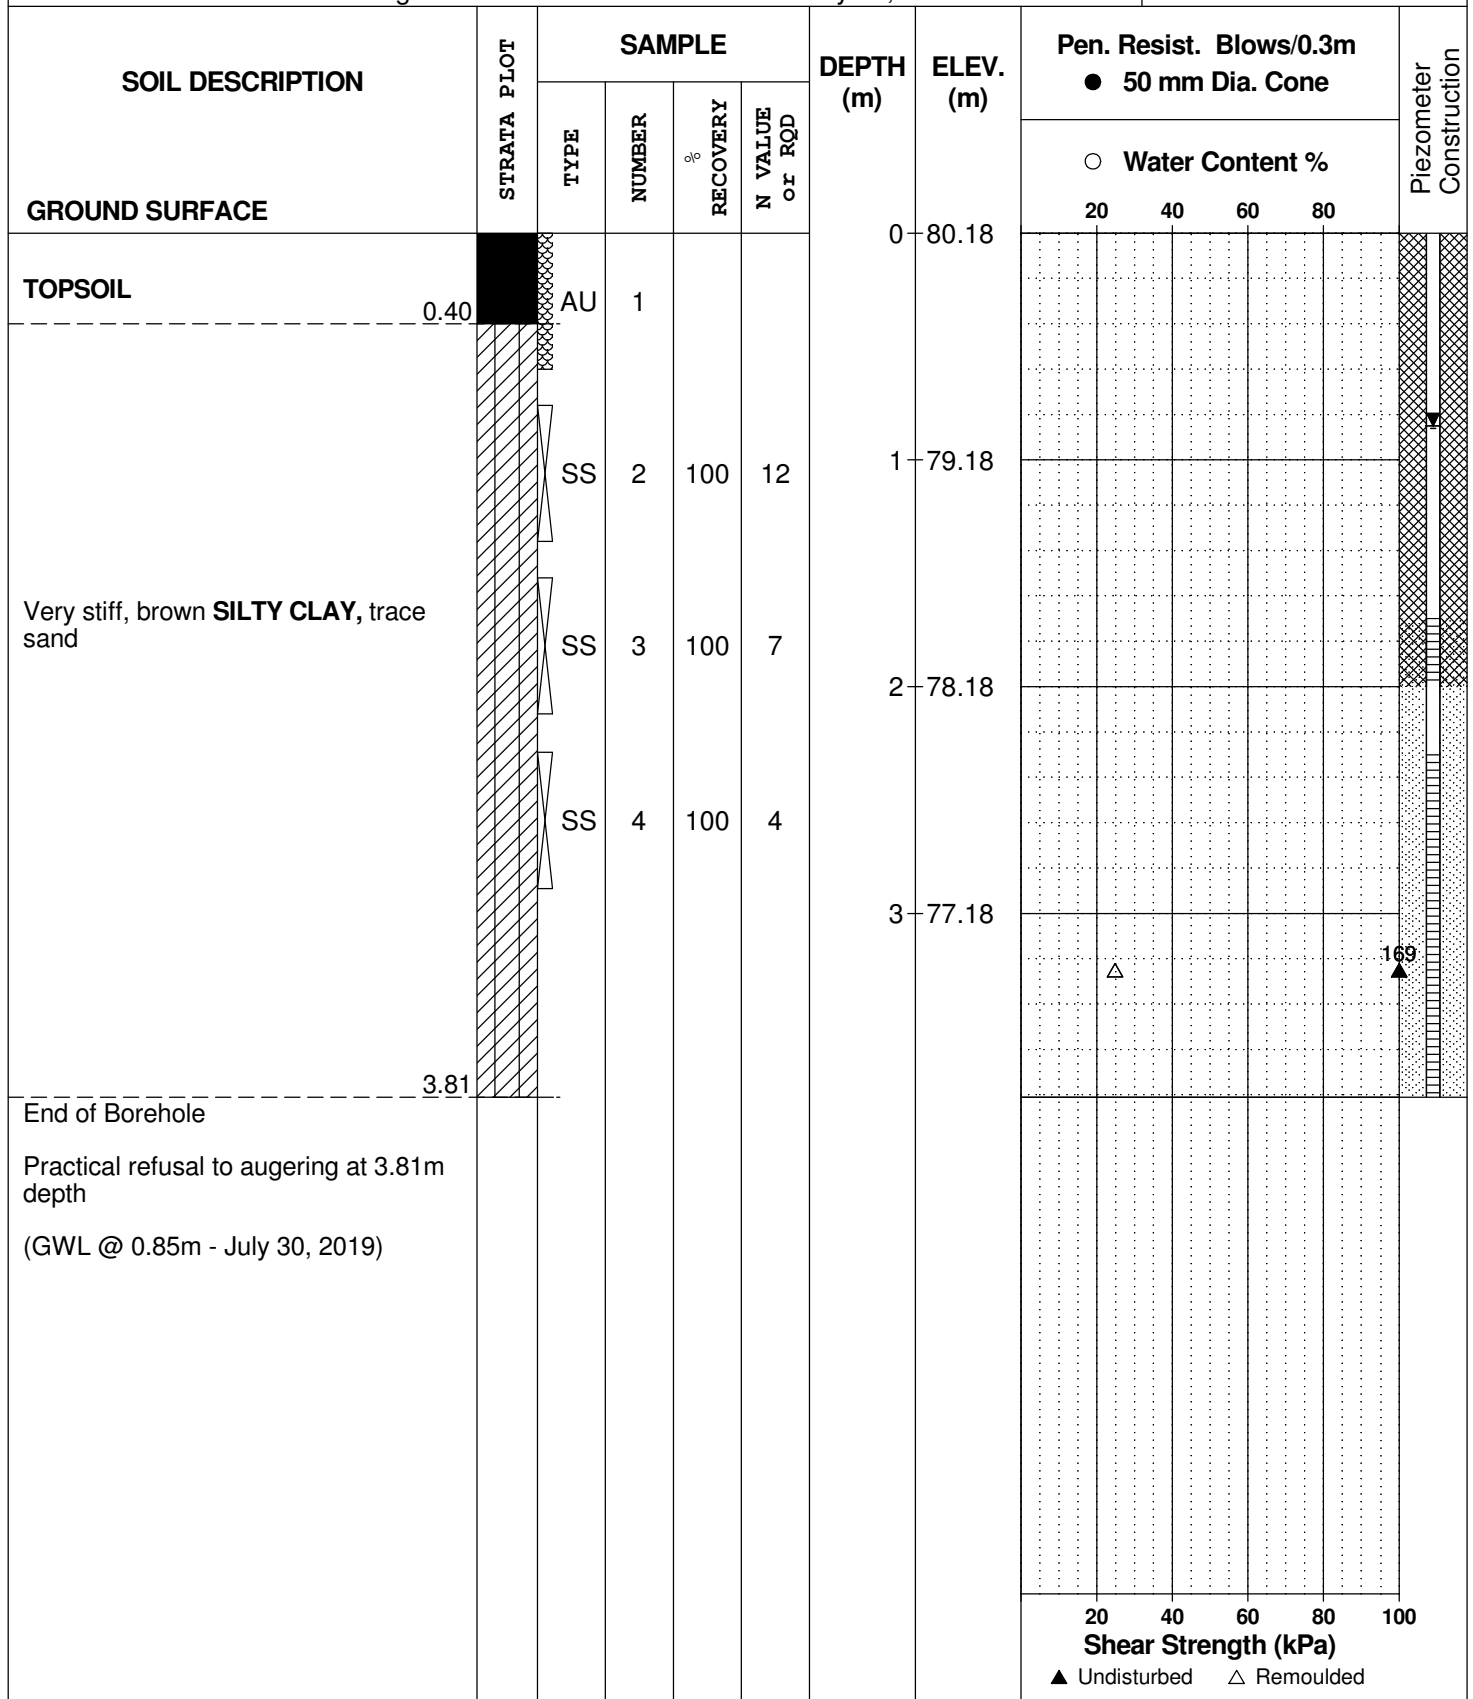 SOIL DESCRIPTION
GROUND SURFACE
STRATA PLOT
SAMPLE
TYPE
NUMBER
%
RECOVERY
N VALUE
or RQD
DEPTH
(m)
ELEV.
(m)
Pen. Resist. Blows/0.3m
● 50 mm Dia. Cone
○ Water Content %
20 40 60 80
Piezometer
Construction
0 80.18
TOPSOIL
0.40
AU 1
SS 2 100 12
1 79.18
Very stiff, brown SILTY CLAY, trace
sand
SS 3 100 7
2 78.18
SS 4 100 4
3 77.18
169
3.81
End of Borehole
Practical refusal to augering at 3.81m
depth
(GWL @ 0.85m - July 30, 2019)
20 40 60 80 100
Shear Strength (kPa)
▲ Undisturbed △ Remoulded